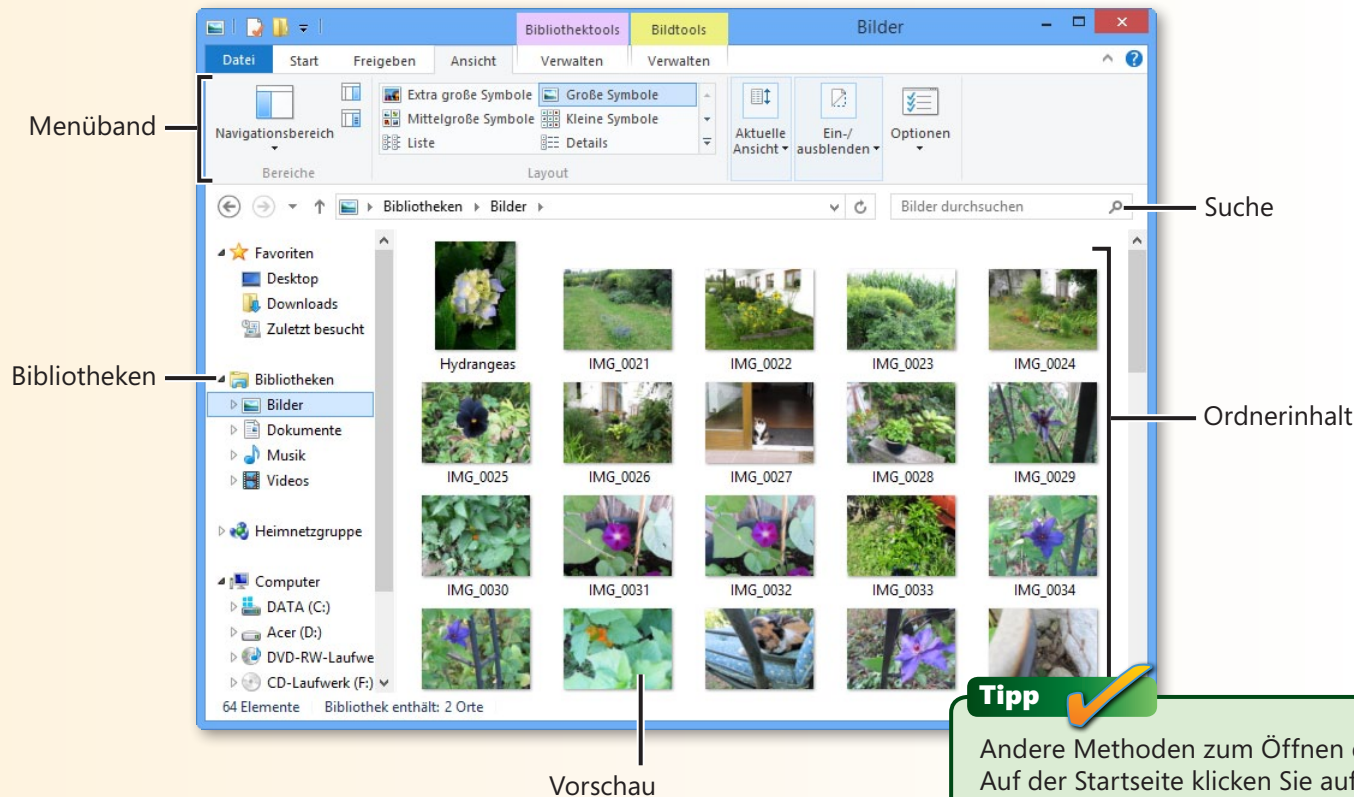 Bibliothektools
Bildtools
Bilder
Datei
Start
Freigeben
Ansicht
Verwalten
Verwalten
Menüband
Navigationsbereich
Bereiche
Extra große Symbole
Große Symbole
Mittelgroße Symbole
Kleine Symbole
Liste
Details
Layout
Aktuelle
Ansicht
Ein-/
ausblenden
Optionen
Bibliotheken
Bilder
Bilder durchsuchen
Suche
Favoriten
Desktop
Downloads
Zuletzt besucht
Bibliotheken
Bibliotheken
Bilder
Dokumente
Musik
Videos
Heimnetzgruppe
Computer
DATA (C:)
Acer (D:)
DVD-RW-Laufwe
CD-Laufwerk (F:)
Hydrangeas
IMG_0021
IMG_0022
IMG_0023
IMG_0024
IMG_0025
IMG_0026
IMG_0027
IMG_0028
IMG_0029
IMG_0030
IMG_0031
IMG_0032
IMG_0033
IMG_0034
Ordnerinhalt
64 Elemente
Bibliothek enthält: 2 Orte
Vorschau
Tipp
Andere Methoden zum Öffnen
Auf der Startseite klicken Sie auf